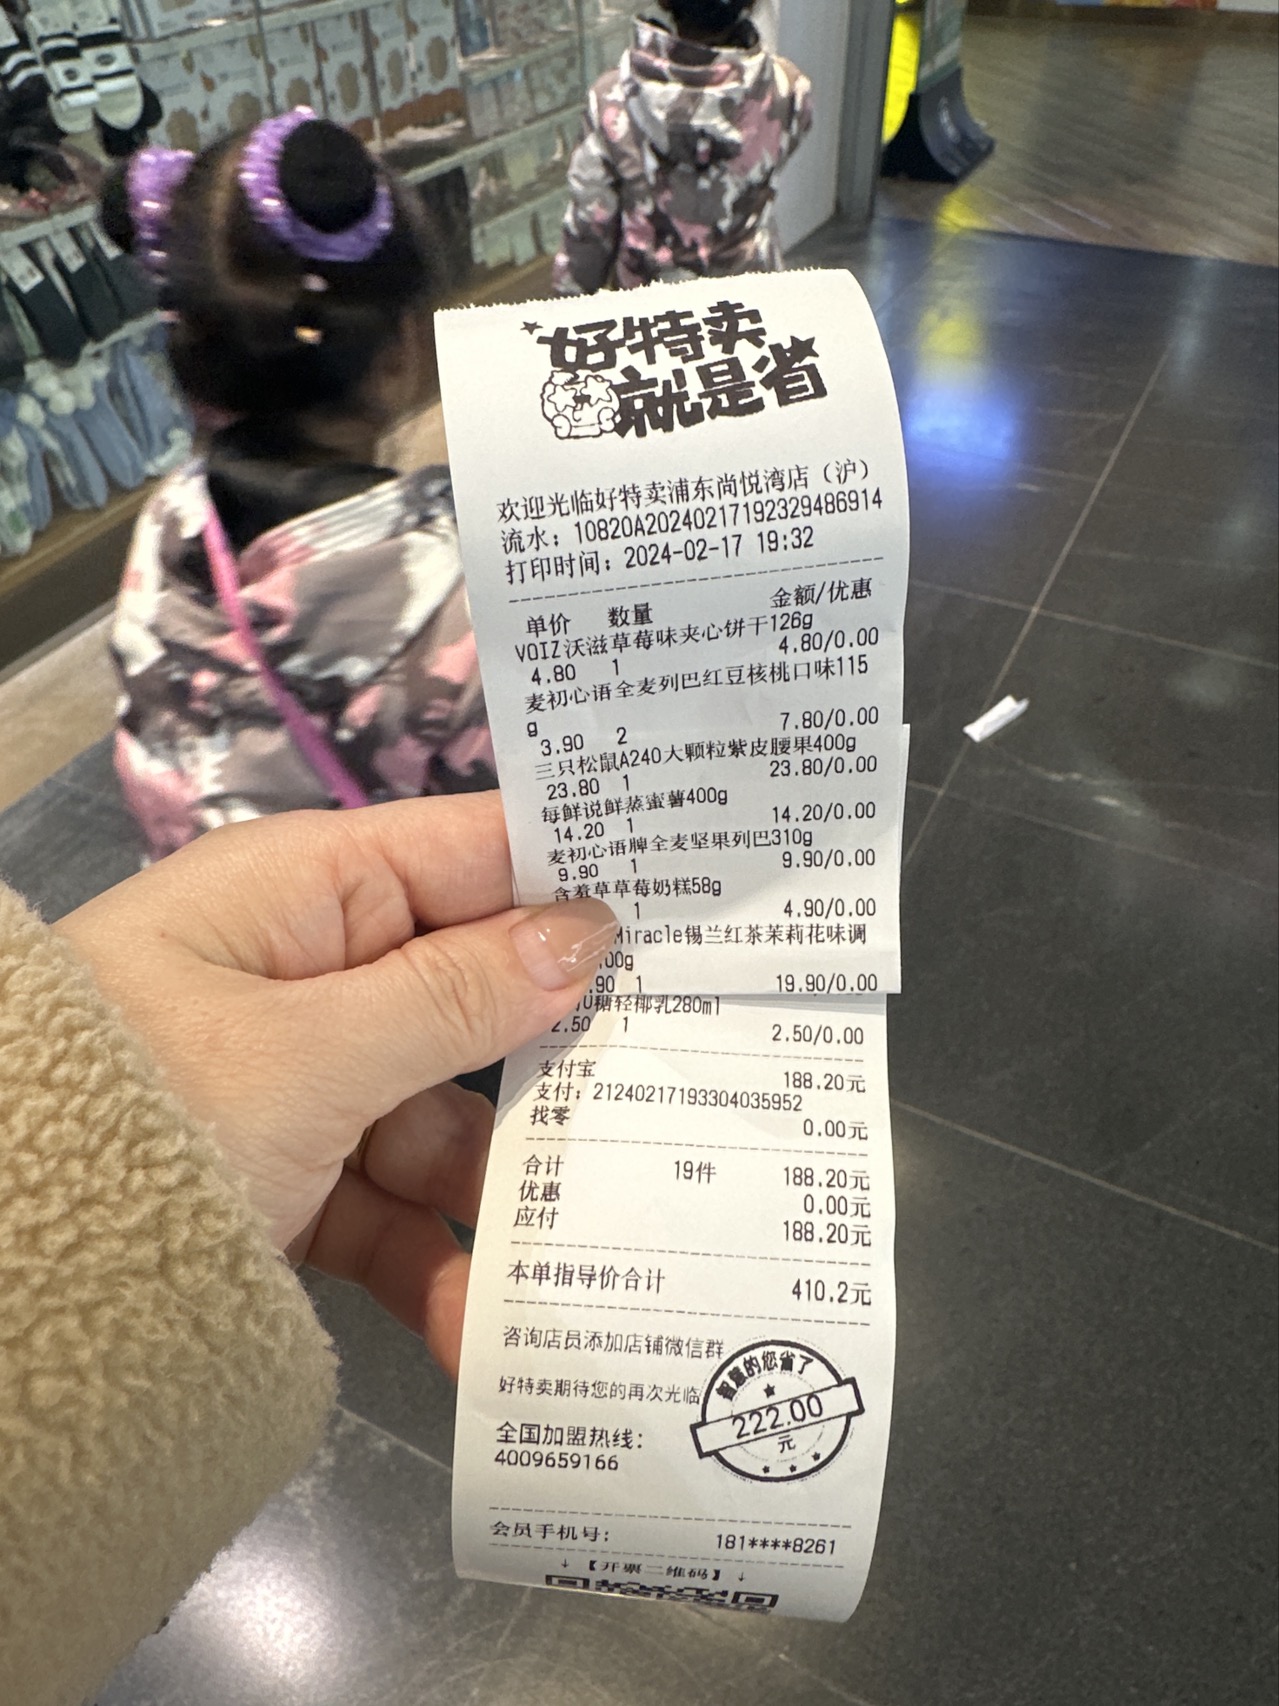 好特卖
就是省
欢迎光临好特卖浦东尚悦湾店（沪）
流水：10820A20240217192329486914
打印时间：2024-02-17 19:32
单价 数量 金额/优惠
VOIZ沃滋草莓味夹心饼干126g
4.80 1 4.80/0.00
麦初心语全麦列巴红豆核桃口味115
g
3.90 2 7.80/0.00
三只松鼠A240大颗粒紫皮腰果400g
23.80 1 23.80/0.00
每鲜说鲜蒸蜜薯400g
14.20 1 14.20/0.00
麦初心语牌全麦坚果列巴310g
9.90 1 9.90/0.00
含羞草草莓奶糕58g
1 4.90/0.00
Miracle锡兰红茶茉莉花味调
00g
.90 1 19.90/0.00
糖轻椰乳280ml
2.50 1 2.50/0.00
支付宝 188.20元
支付：21240217193304035952
找零 0.00元
合计 19件 188.20元
优惠 0.00元
应付 188.20元
本单指导价合计 410.2元
咨询店员添加店铺微信群
好特卖期待您的再次光临
智慧的您省了
222.00
元
全国加盟热线：
4009659166
会员手机号： 181****8261
↓ 【开票二维码】 ↓